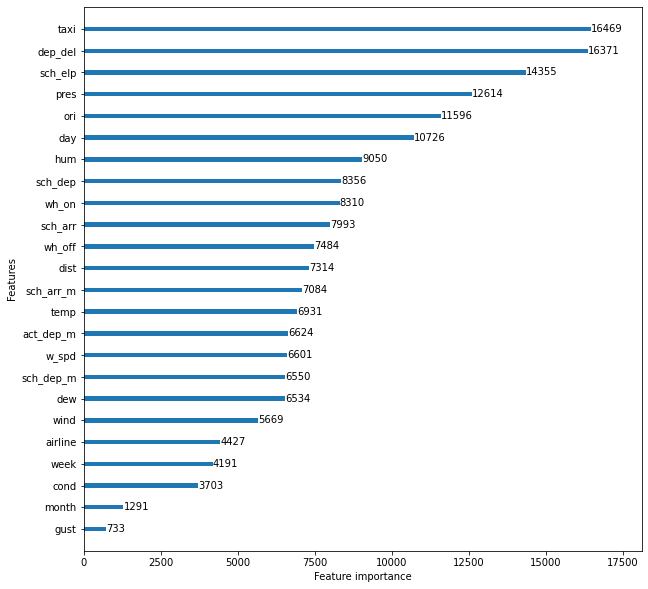 Features
taxi 16469
dep_del 16371
sch_elp 14355
pres 12614
ori 11596
day 10726
hum 9050
sch_dep 8356
wh_on 8310
sch_arr 7993
wh_off 7484
dist 7314
sch_arr_m 7084
temp 6931
act_dep_m 6624
w_spd 6601
sch_dep_m 6550
dew 6534
wind 5669
airline 4427
week 4191
cond 3703
month 1291
gust 733
0 2500 5000 7500 10000 12500 15000 17500
Feature importance